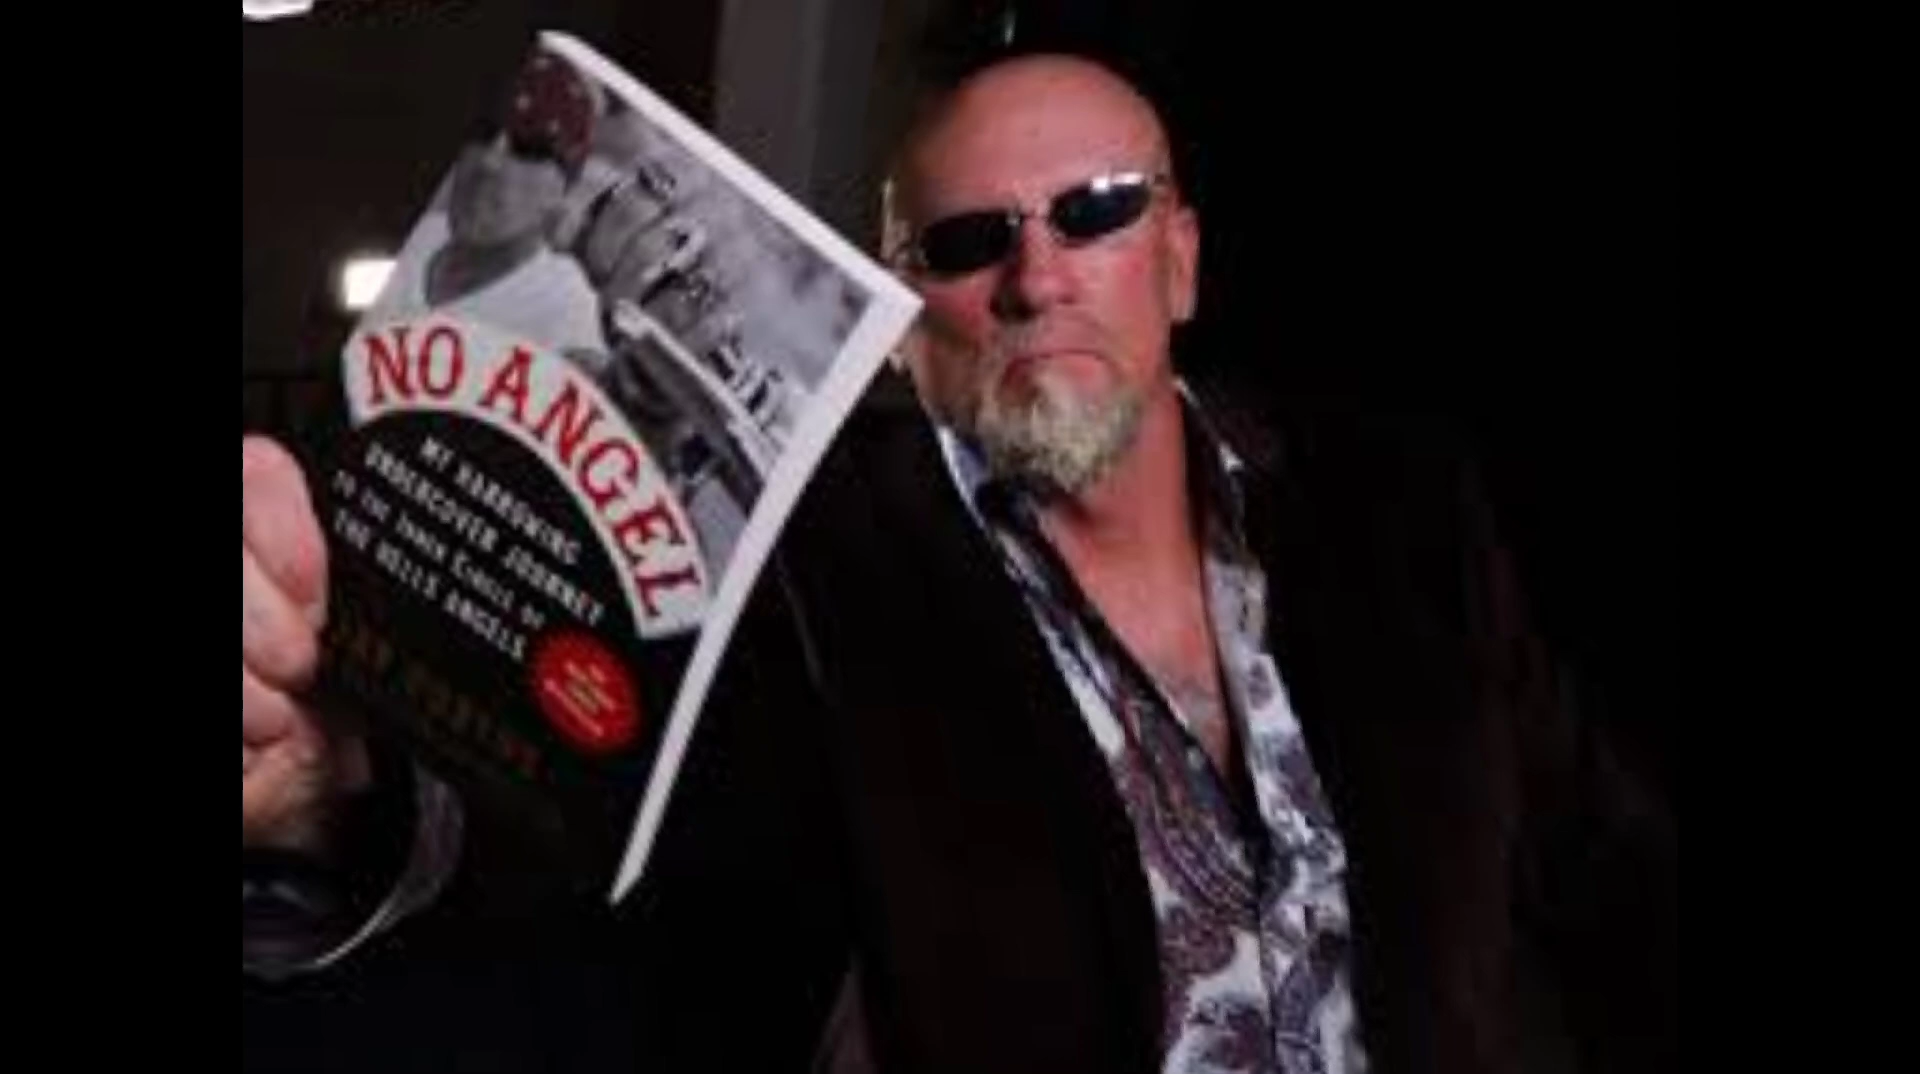 NO ANGEL
MY HARROWING
UNDERCOVER JOURNEY
TO THE INNER CIRCLE OF
THE HELLS ANGELS